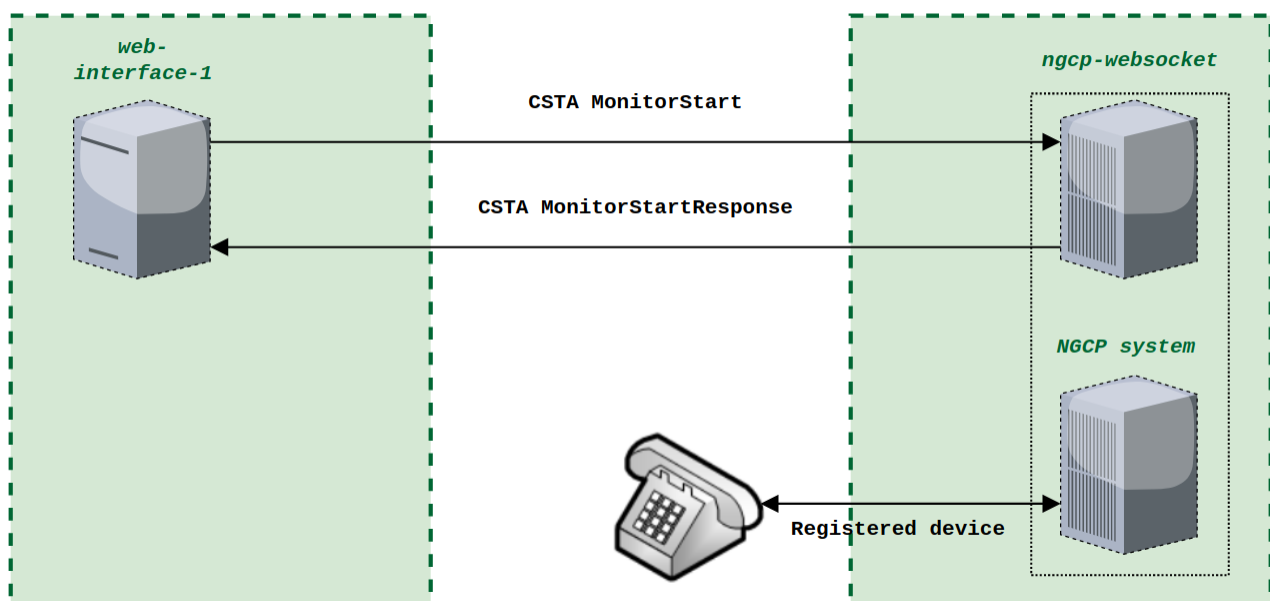 web-
interface-1
ngcp-websocket
CSTA MonitorStart
CSTA MonitorStartResponse
NGCP system
Registered device